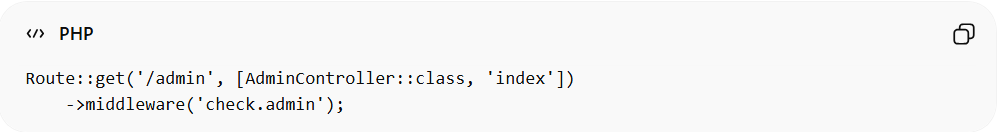 </> PHP
Route::get('/admin', [AdminController::class, 'index'])
    ->middleware('check.admin');